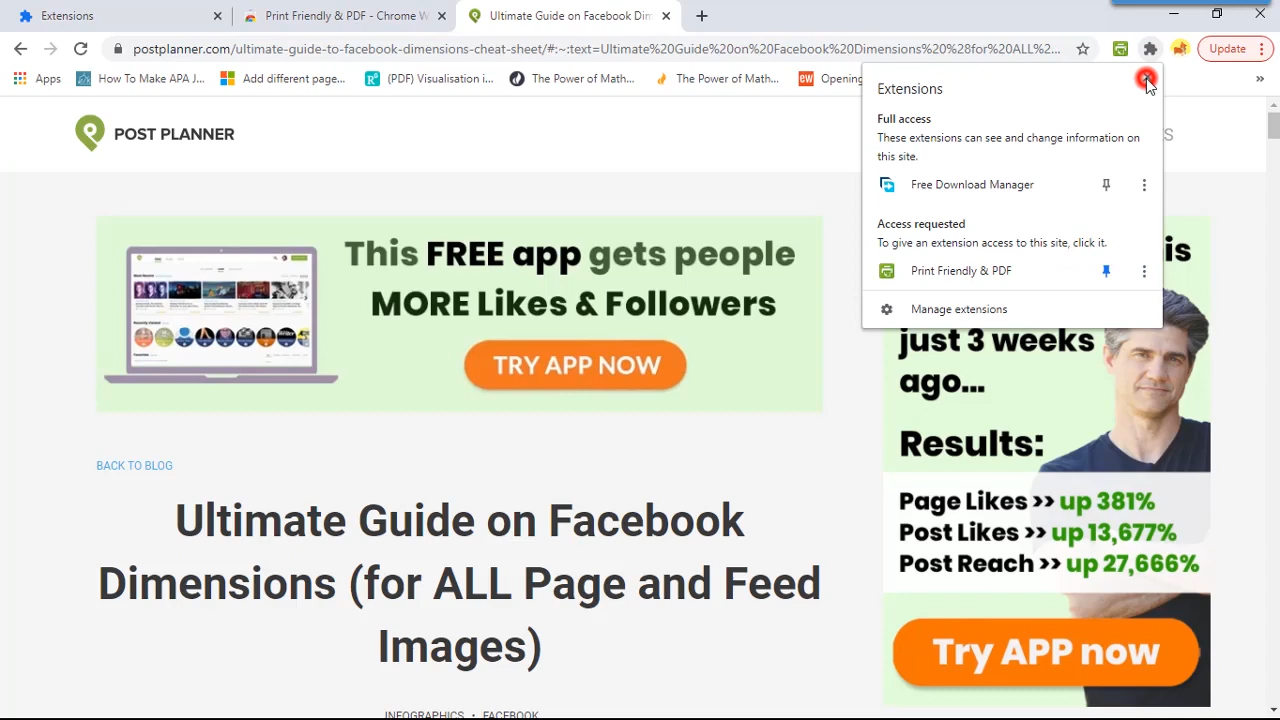 Extensions
Print Friendly & PDF - Chrome W
Ultimate Guide on Facebook Dim
postplanner.com/ultimate-guide-to-facebook-dimensions-cheat-sheet/#:~:text=Ultimate%20Guide%20on%20Facebook%20Dimensions%20%28for%20ALL%2...
Update
Apps
How To Make APA J...
Add different page...
(PDF) Visualisation i...
The Power of Math...
The Power of Math...
Opening
»
Extensions
Full access
These extensions can see and change information on
this site.
Free Download Manager
Access requested
To give an extension access to this site, click it.
Print Friendly & PDF
Manage extensions
POST PLANNER
S
This FREE app gets people
MORE Likes & Followers
TRY APP NOW
is
just 3 weeks
ago...
Results:
Page Likes >> up 381%
Post Likes >> up 13,677%
Post Reach >> up 27,666%
Try APP now
BACK TO BLOG
Ultimate Guide on Facebook
Dimensions (for ALL Page and Feed
Images)
INFOGRAPHICS • FACEBOOK